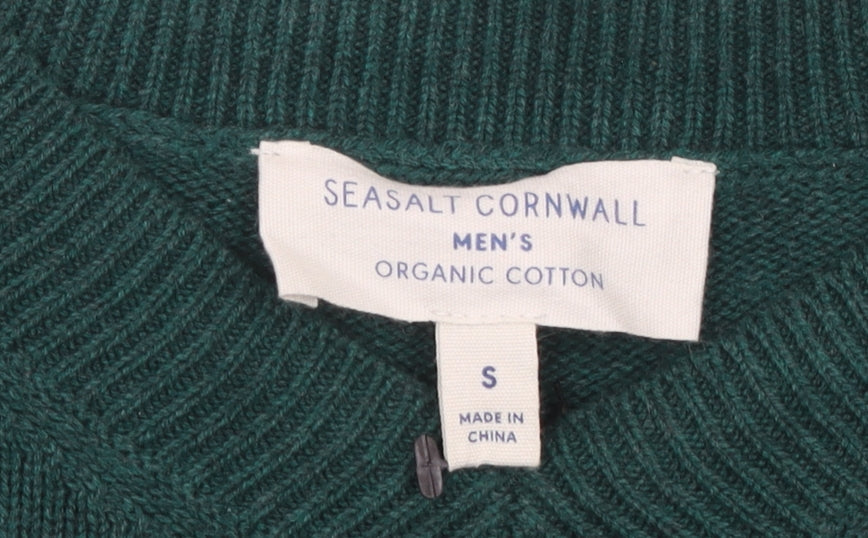 SEASALT CORNWALL
MEN'S
ORGANIC COTTON
S
MADE IN
CHINA